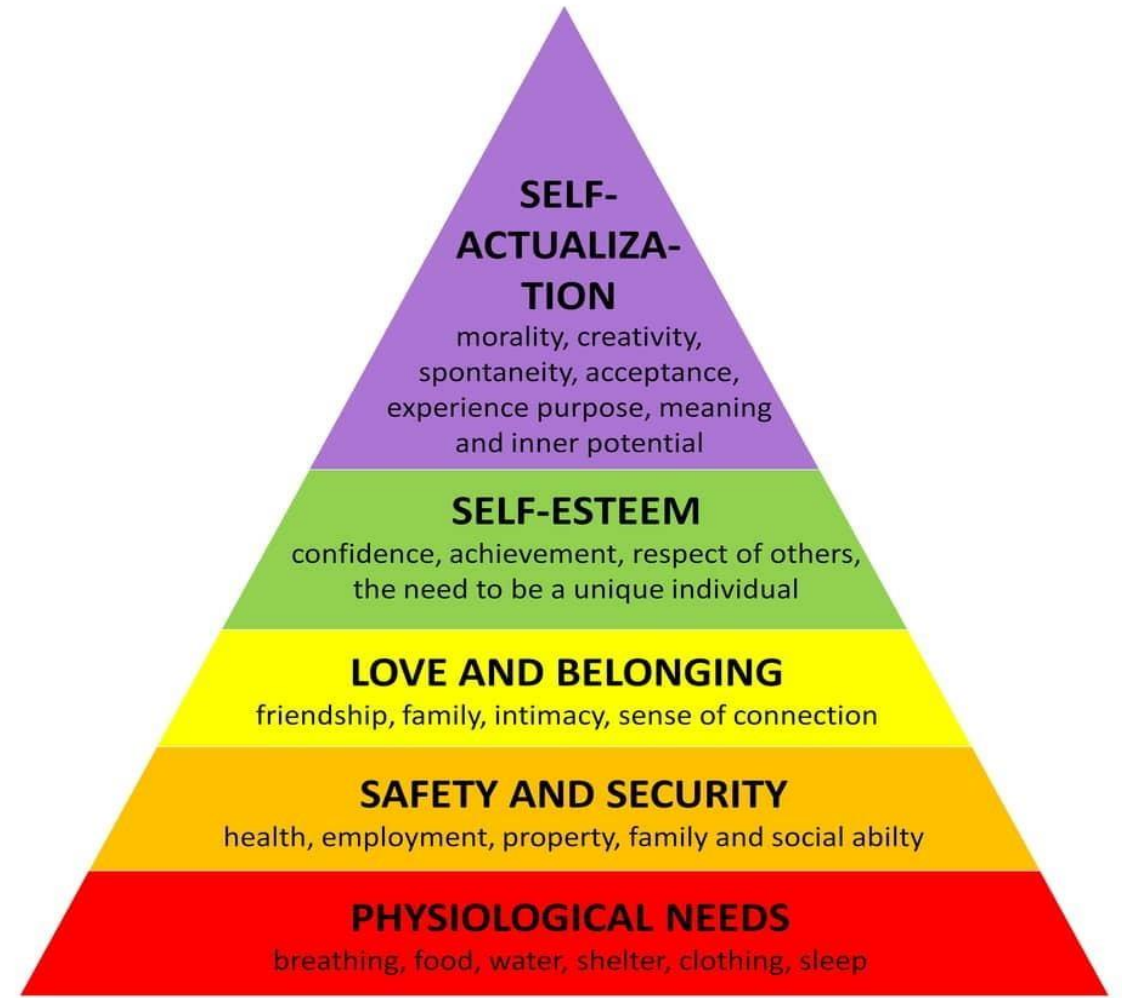 SELF-
ACTUALIZA-
TION
morality, creativity,
spontaneity, acceptance,
experience purpose, meaning
and inner potential
SELF-ESTEEM
confidence, achievement, respect of others,
the need to be a unique individual
LOVE AND BELONGING
friendship, family, intimacy, sense of connection
SAFETY AND SECURITY
health, employment, property, family and social abilty
PHYSIOLOGICAL NEEDS
breathing, food, water, shelter, clothing, sleep